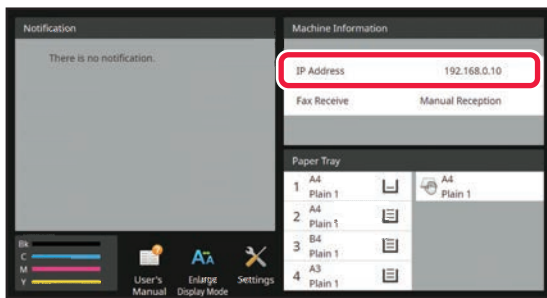 Notification
There is no notification.
Machine Information
IP Address 192.168.0.10
Fax Receive Manual Reception
Paper Tray
1 A4
Plain 1
2 A4
Plain 1
3 B4
Plain 1
4 A3
Plain 1
A4
Plain 1
Bk
C
M
Y
User's
Manual
Enlarge
Display Mode
Settings